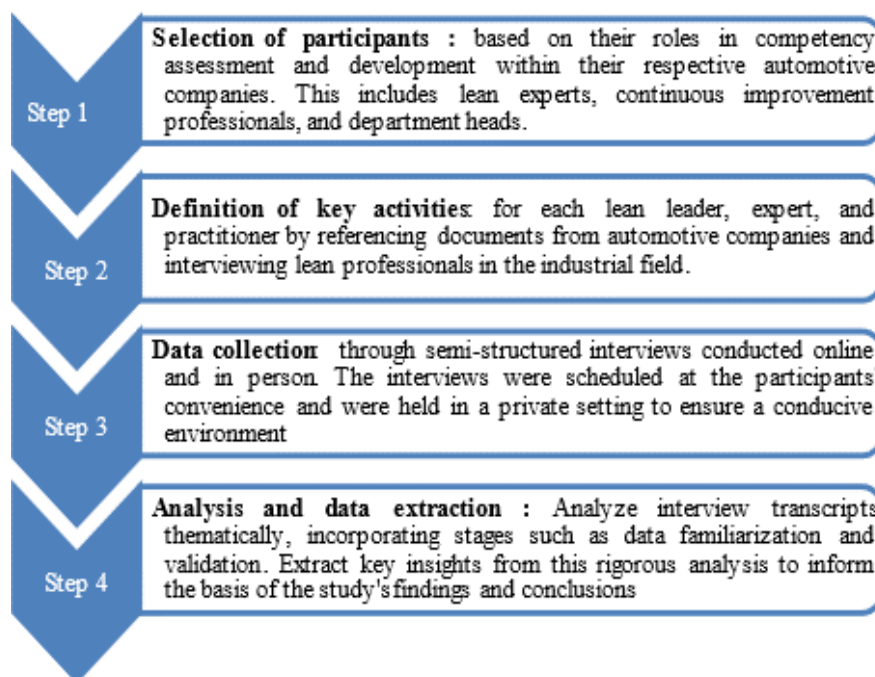 Step 1
Selection of participants : based on their roles in competency
assessment and development within their respective automotive
companies. This includes lean experts, continuous improvement
professionals, and department heads.
Step 2
Definition of key activities: for each lean leader, expert, and
practitioner by referencing documents from automotive companies and
interviewing lean professionals in the industrial field.
Step 3
Data collection: through semi-structured interviews conducted online
and in person. The interviews were scheduled at the participants'
convenience and were held in a private setting to ensure a conducive
environment
Step 4
Analysis and data extraction : Analyze interview transcripts
thematically, incorporating stages such as data familiarization and
validation. Extract key insights from this rigorous analysis to inform
the basis of the study's findings and conclusions